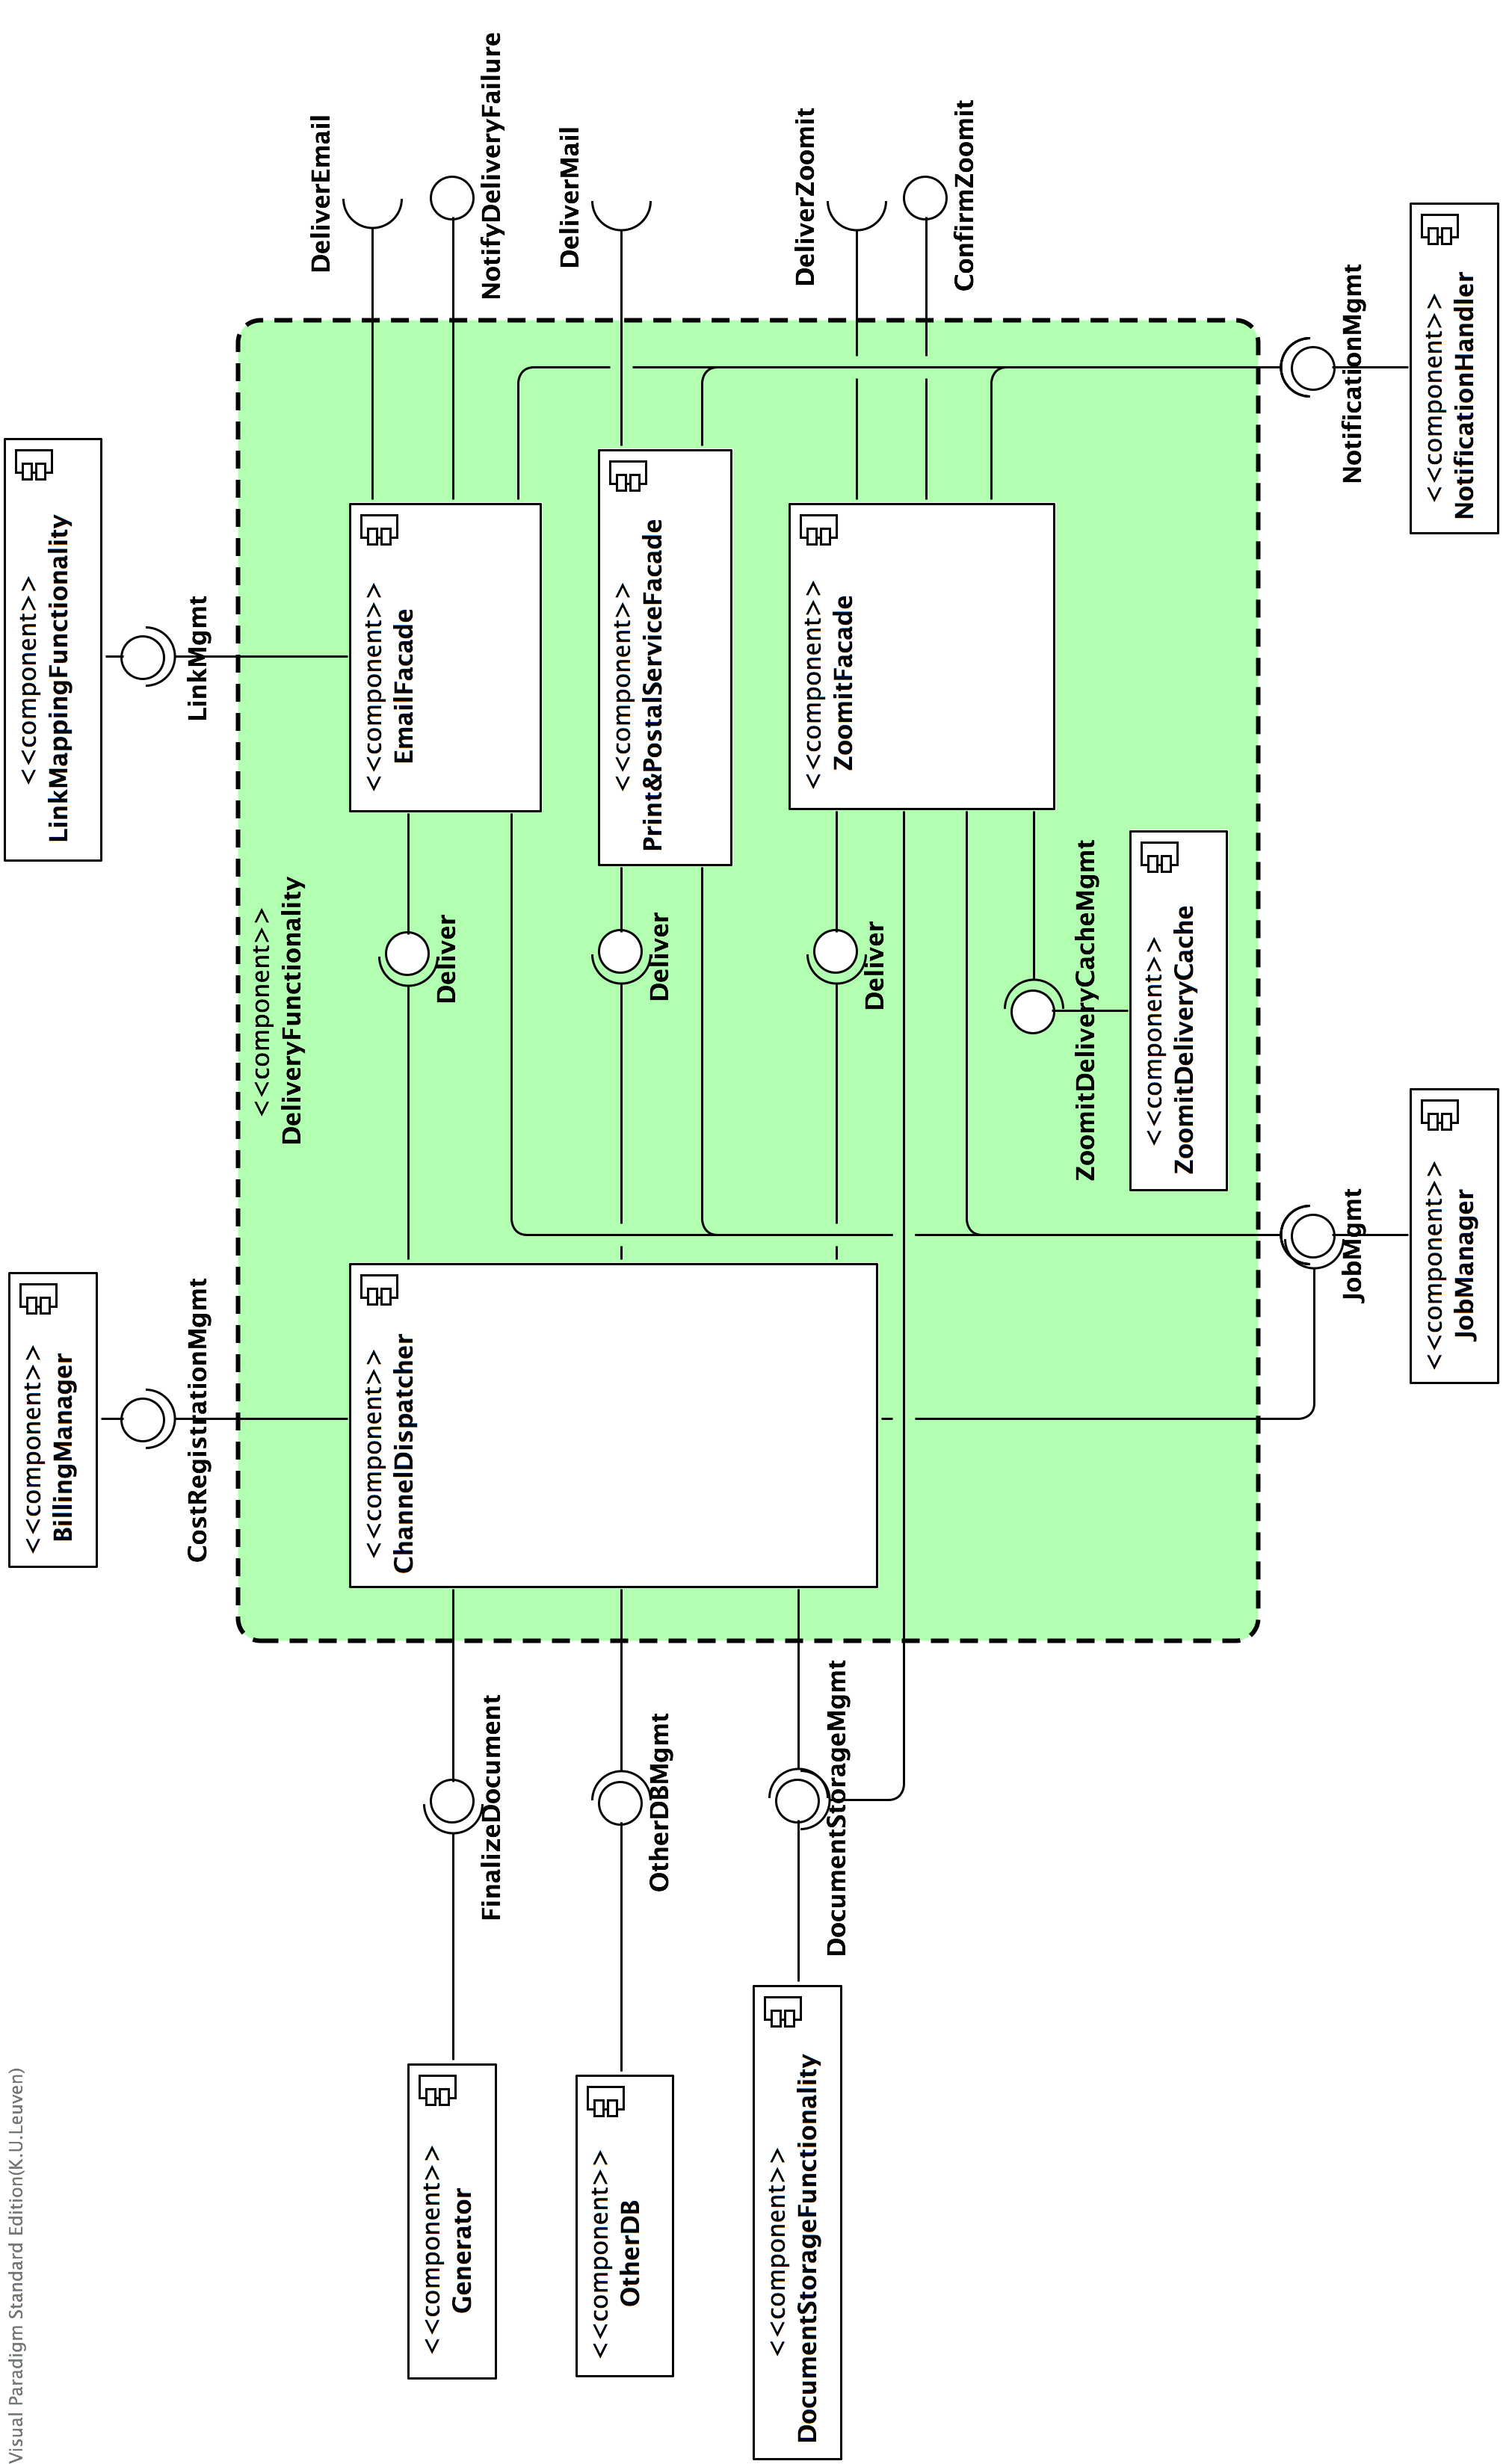 <<component>>
BillingManager
<<component>>
LinkMappingFunctionality
CostRegistrationMgmt
LinkMgmt
<<component>>
DeliveryFunctionality
DeliverEmail
<<component>>
Generator
FinalizeDocument
<<component>>
ChannelDispatcher
Deliver
<<component>>
EmailFacade
NotifyDeliveryFailure
<<component>>
OtherDB
OtherDBMgmt
Deliver
<<component>>
Print&PostalServiceFacade
DeliverMail
<<component>>
DocumentStorageFunctionality
DocumentStorageMgmt
Deliver
<<component>>
ZoomitFacade
DeliverZoomit
ConfirmZoomit
ZoomitDeliveryCacheMgmt
<<component>>
ZoomitDeliveryCache
JobMgmt
NotificationMgmt
<<component>>
JobManager
<<component>>
NotificationHandler
Visual Paradigm Standard Edition(K.U.Leuven)